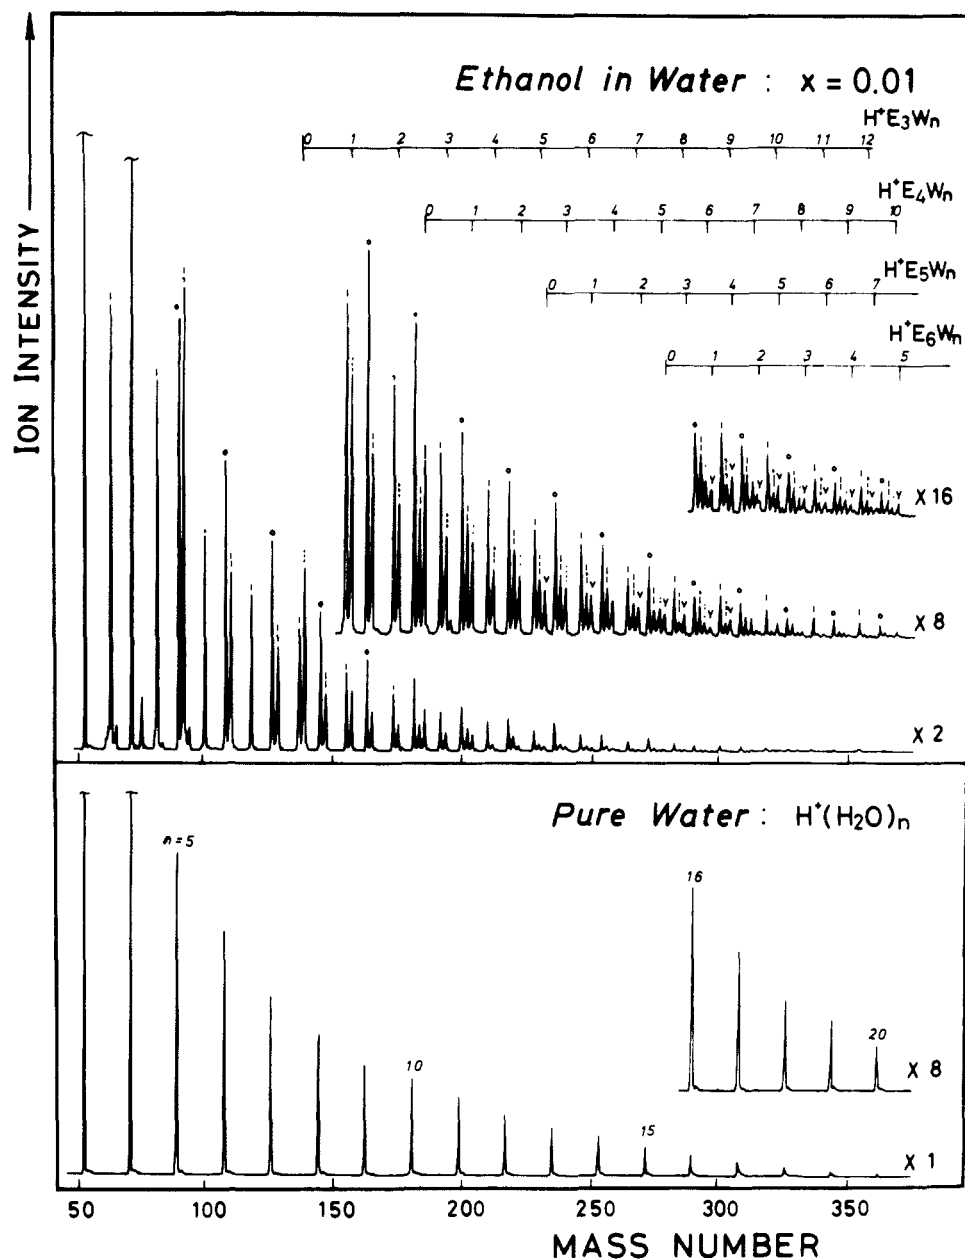 ION INTENSITY
Ethanol in Water : x = 0.01
H⁺E₃Wₙ
0 1 2 3 4 5 6 7 8 9 10 11 12
H⁺E₄Wₙ
0 1 2 3 4 5 6 7 8 9 10
H⁺E₅Wₙ
0 1 2 3 4 5 6 7
H⁺E₆Wₙ
0 1 2 3 4 5
X 16
X 8
X 2
Pure Water : H⁺(H₂O)ₙ
n=5
16
10
20
X 8
15
X 1
50 100 150 200 250 300 350
MASS NUMBER